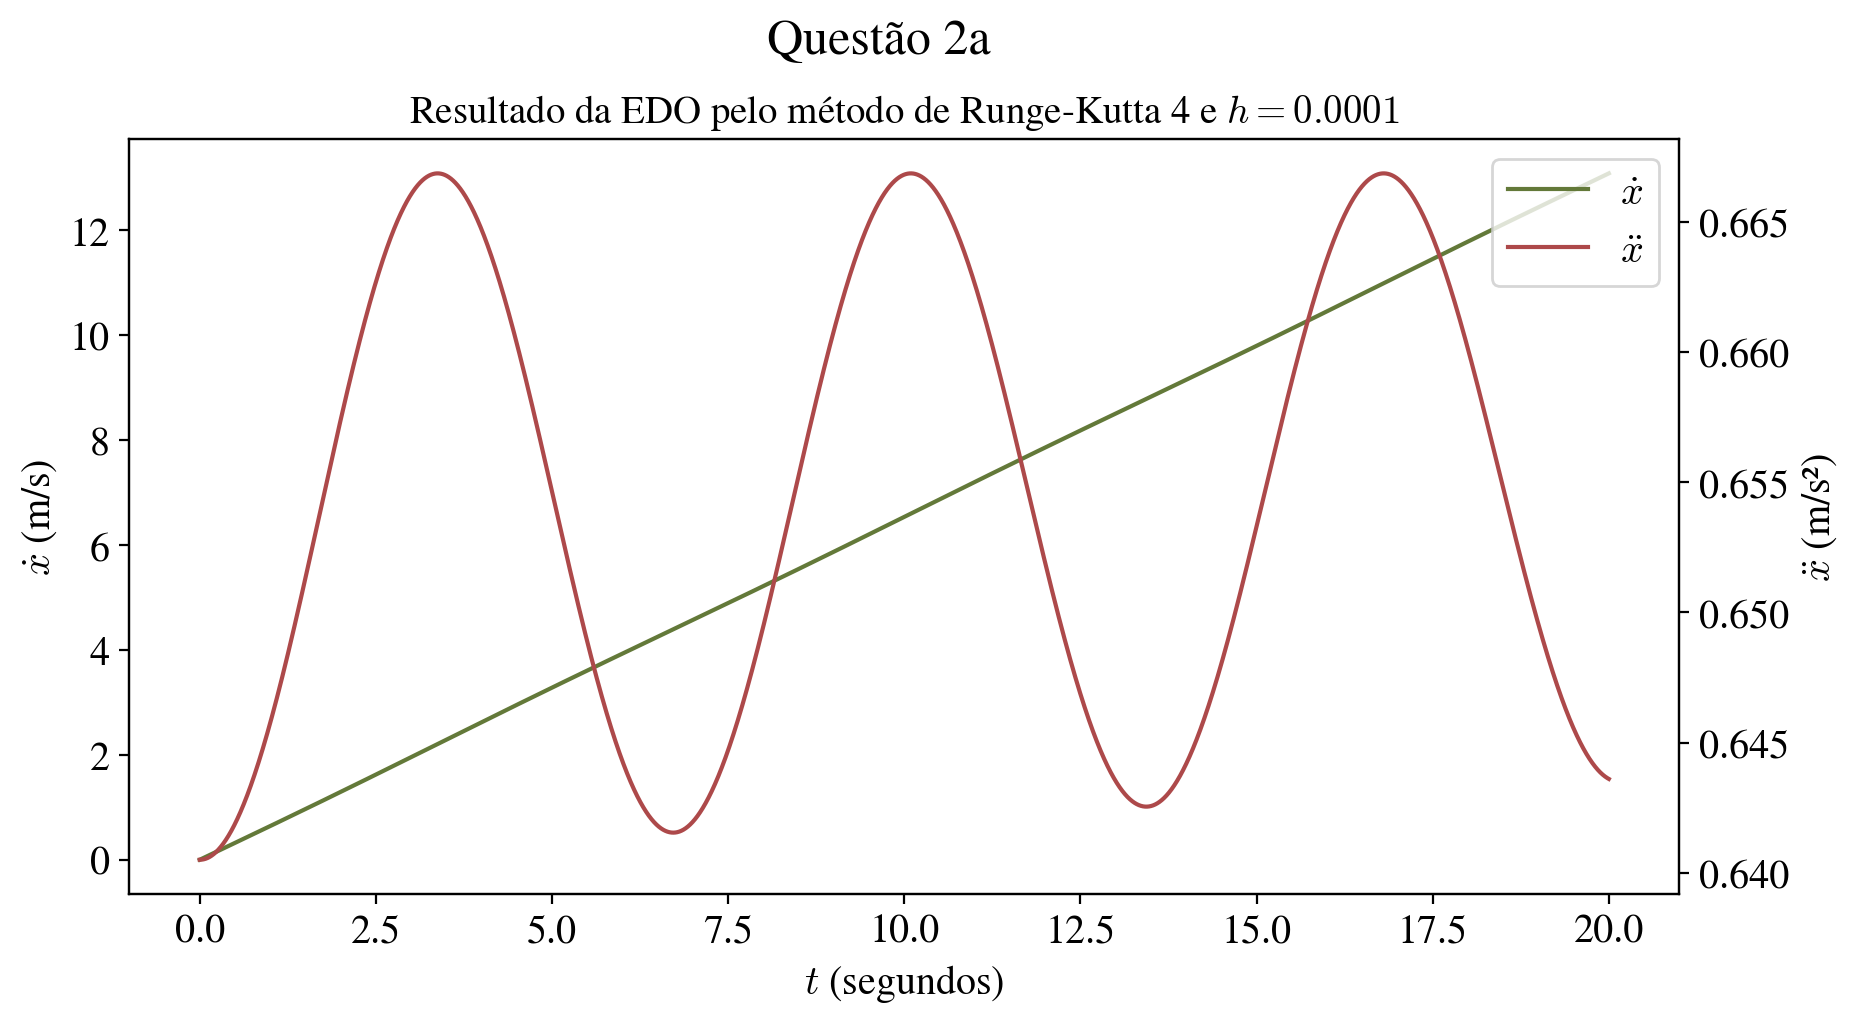 Questão 2a
Resultado da EDO pelo método de Runge-Kutta 4 e h = 0.0001
ẋ
ẍ
12
10
8
6
4
2
0
ẋ (m/s)
0.665
0.660
0.655
0.650
0.645
0.640
ẍ (m/s²)
0.0 2.5 5.0 7.5 10.0 12.5 15.0 17.5 20.0
t (segundos)